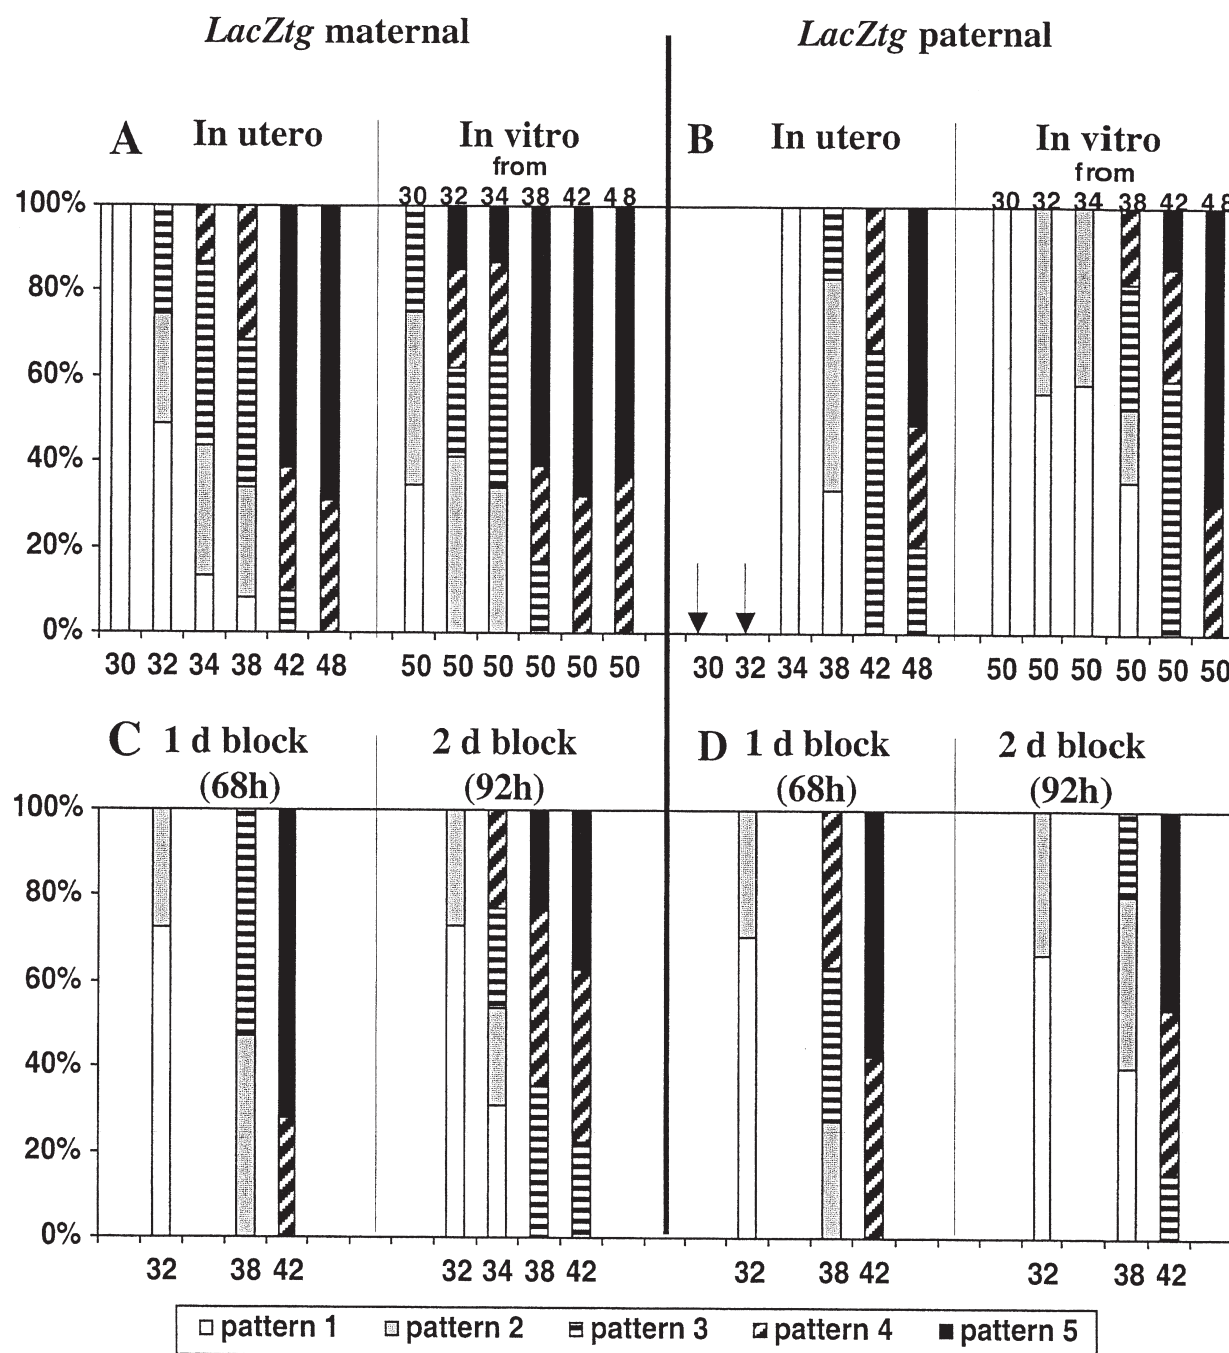 LacZtg maternal LacZtg paternal
A In utero In vitro B In utero In vitro
from from
30 32 34 38 42 48 30 32 34 38 42 48
100%
80%
60%
40%
20%
0%
30 32 34 38 42 48 50 50 50 50 50 50 30 32 34 38 42 48 50 50 50 50 50 50
C 1 d block 2 d block D 1 d block 2 d block
(68h) (92h) (68h) (92h)
100%
80%
60%
40%
20%
0%
32 38 42 32 34 38 42 32 38 42 32 38 42
pattern 1 pattern 2 pattern 3 pattern 4 pattern 5